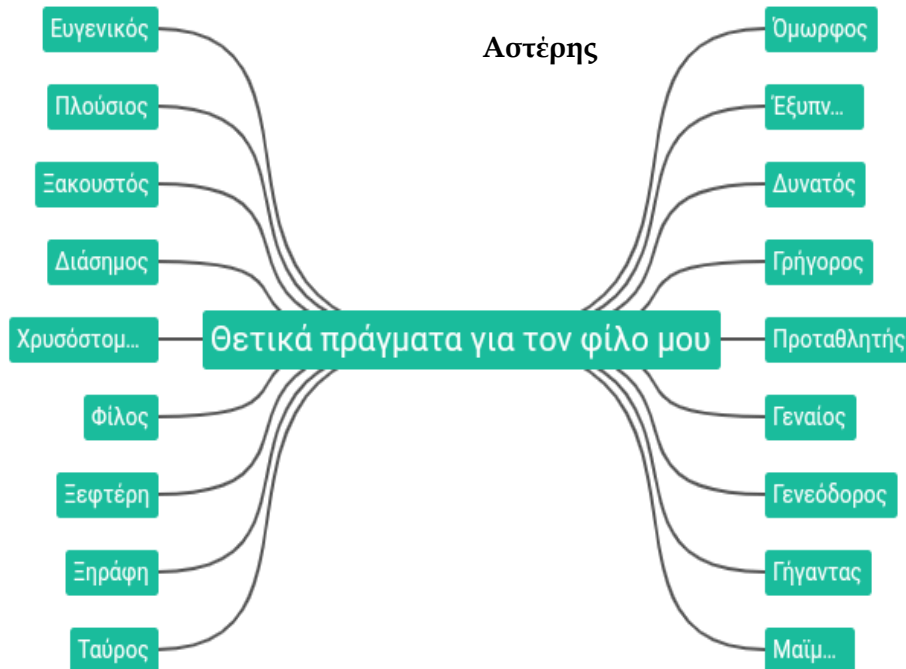 Αστέρης
Ευγενικός
Πλούσιος
Ξακουστός
Διάσημος
Χρυσόστομ...
Φίλος
Ξεφτέρη
Ξηράφη
Ταύρος
Θετικά πράγματα για τον φίλο μου
Όμωρφος
Έξυπν...
Δυνατός
Γρήγορος
Προταθλητής
Γεναίος
Γενεόδορος
Γήγαντας
Μαϊμ...